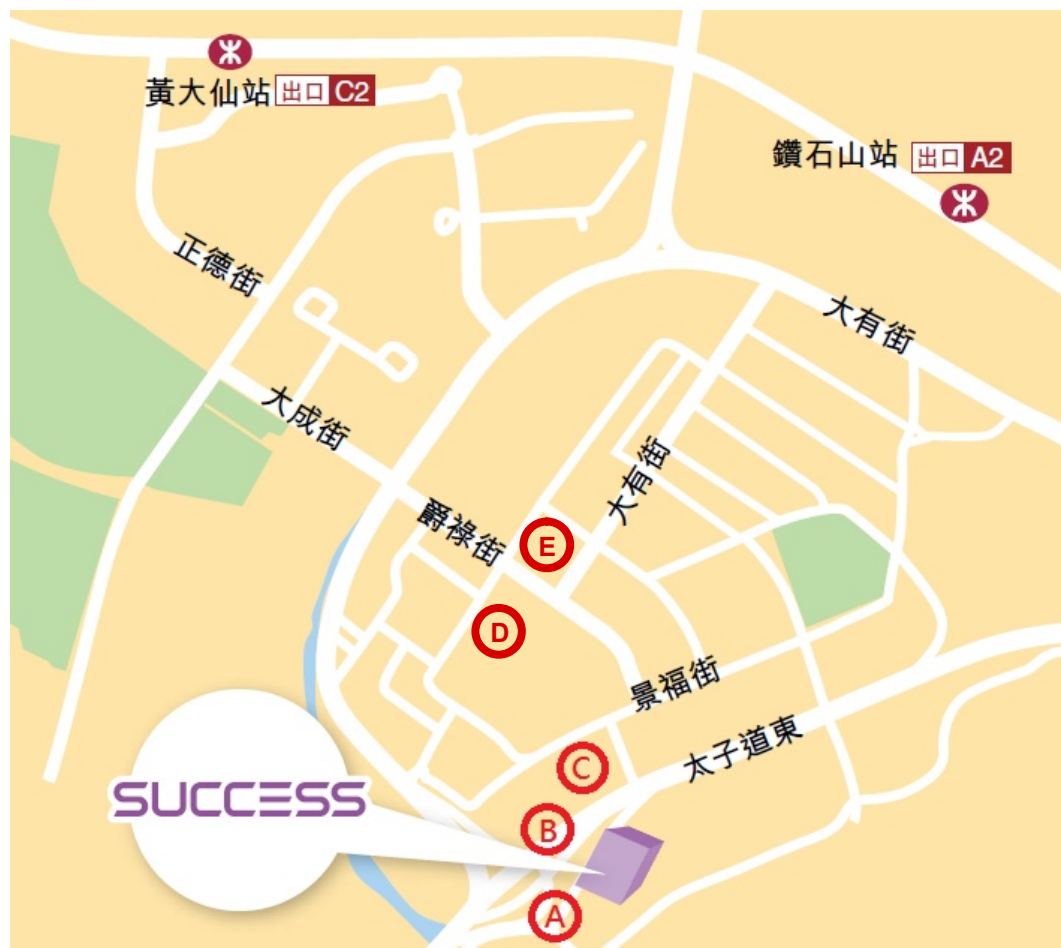 黃大仙站 出口 C2
鑽石山站 出口 A2
正德街
大有街
大成街
大有街
爵祿街
E
D
景福街
太子道東
C
SUCCESS
B
A